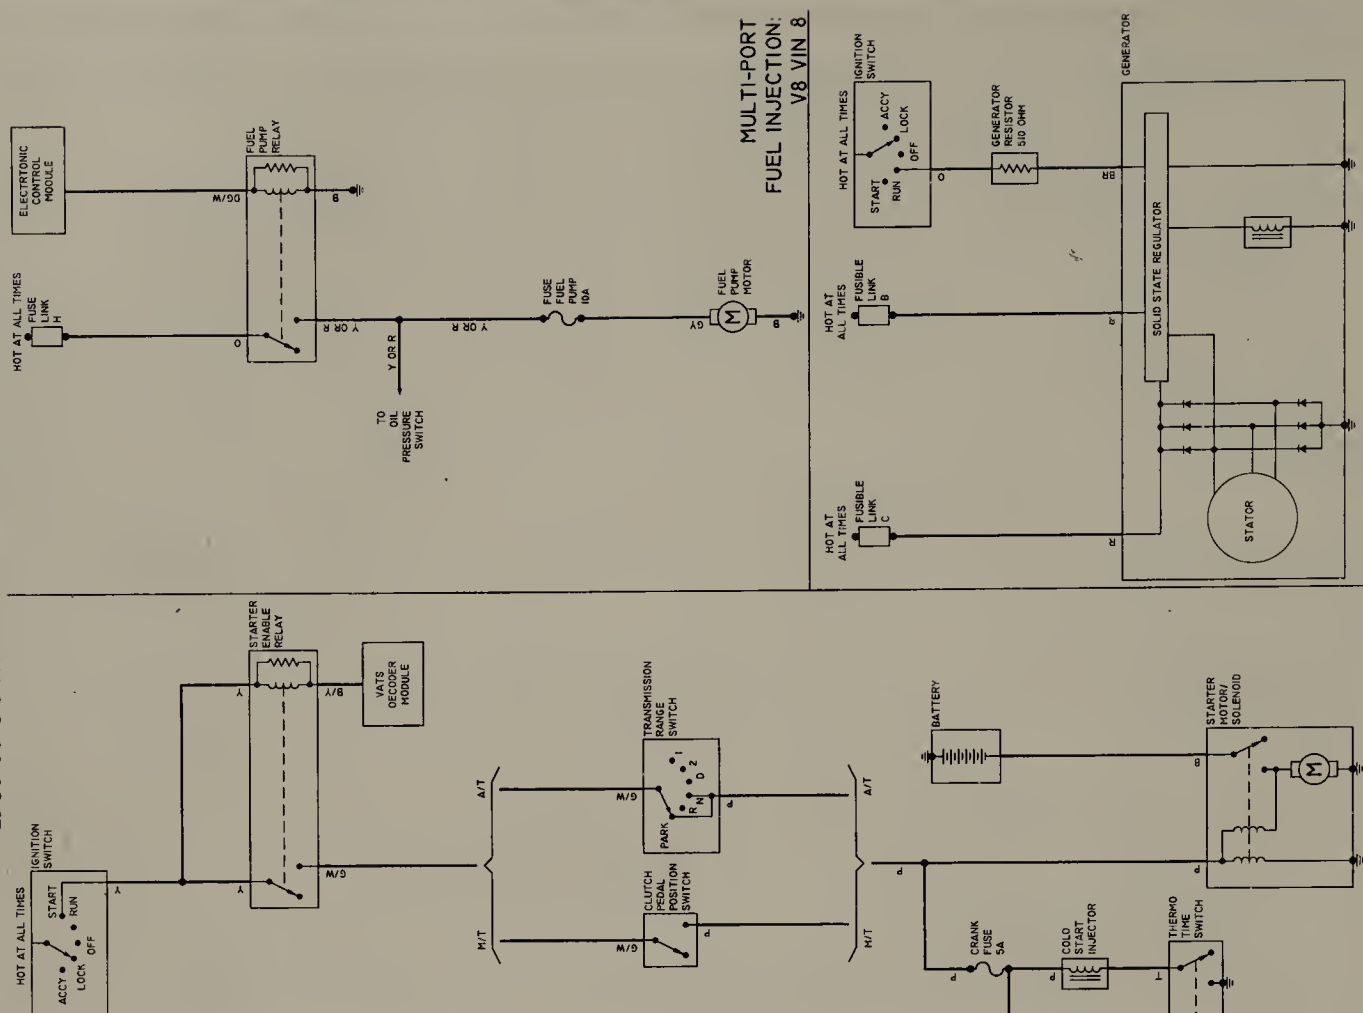 ELECTRTONIC
CONTROL
MODULE
HOT AT ALL TIMES
FUSE
LINK
H
FUEL
PUMP
RELAY
DG/W
B
O
Y OR R
Y OR R
Y OR R
TO
OIL
PRESSURE
SWITCH
FUSE
FUEL
PUMP
10A
GY
FUEL
PUMP
MOTOR
M
B
MULTI-PORT
FUEL INJECTION:
V8 VIN 8
HOT AT ALL TIMES
IGNITION
SWITCH
ACCY
LOCK
OFF
START
RUN
O
GENERATOR
RESISTOR
510 OHM
BR
HOT AT
ALL TIMES
FUSIBLE
LINK
B
HOT AT
ALL TIMES
FUSIBLE
LINK
C
R
GENERATOR
SOLID STATE REGULATOR
STATOR
HOT AT ALL TIMES
IGNITION
SWITCH
START
RUN
OFF
LOCK
ACCY
Y
Y
Y
STARTER
ENABLE
RELAY
Y
B/Y
VATS
DECODER
MODULE
G/W
M/T
A/T
G/W
CLUTCH
PEDAL
POSITION
SWITCH
P
G/W
TRANSMISSION
RANGE
SWITCH
PARK
R
N
D
2
1
P
M/T
A/T
P
P
BATTERY
B
STARTER
MOTOR/
SOLENOID
M
P
CRANK
FUSE
5A
P
COLD
START
INJECTOR
T
THERMO
TIME
SWITCH